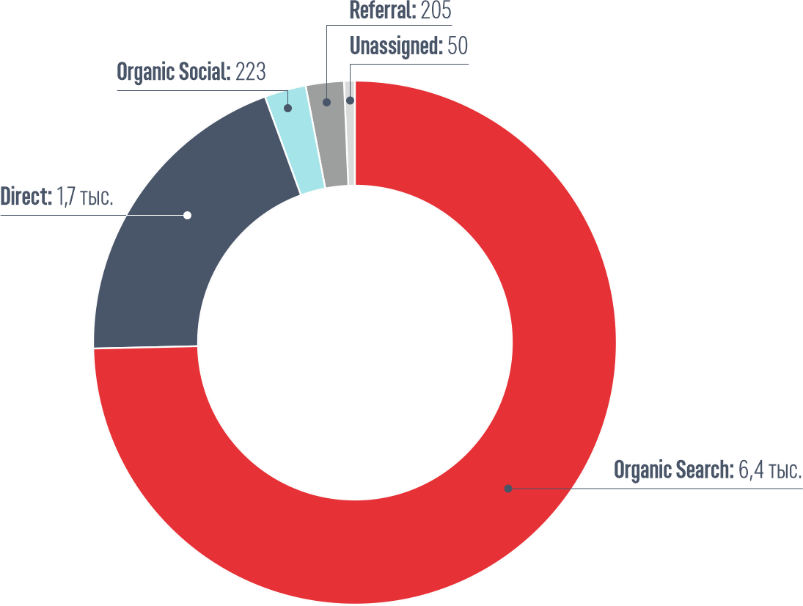 Referral: 205
Unassigned: 50
Organic Social: 223
Direct: 1,7 тыс.
Organic Search: 6,4 тыс.